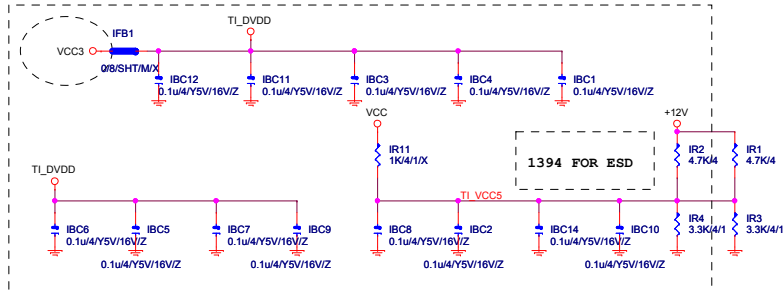 TI_DVDD
IFB1
VCC3
0/8/SHT/M/X
IBC12
0.1u/4/Y5V/16V/Z
IBC11
0.1u/4/Y5V/16V/Z
IBC3
0.1u/4/Y5V/16V/Z
IBC4
0.1u/4/Y5V/16V/Z
IBC1
0.1u/4/Y5V/16V/Z
VCC
+12V
IR11
1K/4/1/X
1394 FOR ESD
IR2
4.7K/4
IR1
4.7K/4
TI_DVDD
TI_VCC5
IBC6
0.1u/4/Y5V/16V/Z
IBC5
0.1u/4/Y5V/16V/Z
IBC7
0.1u/4/Y5V/16V/Z
IBC9
0.1u/4/Y5V/16V/Z
IBC8
0.1u/4/Y5V/16V/Z
IBC2
0.1u/4/Y5V/16V/Z
IBC14
0.1u/4/Y5V/16V/Z
IBC10
0.1u/4/Y5V/16V/Z
IR4
3.3K/4/1
IR3
3.3K/4/1